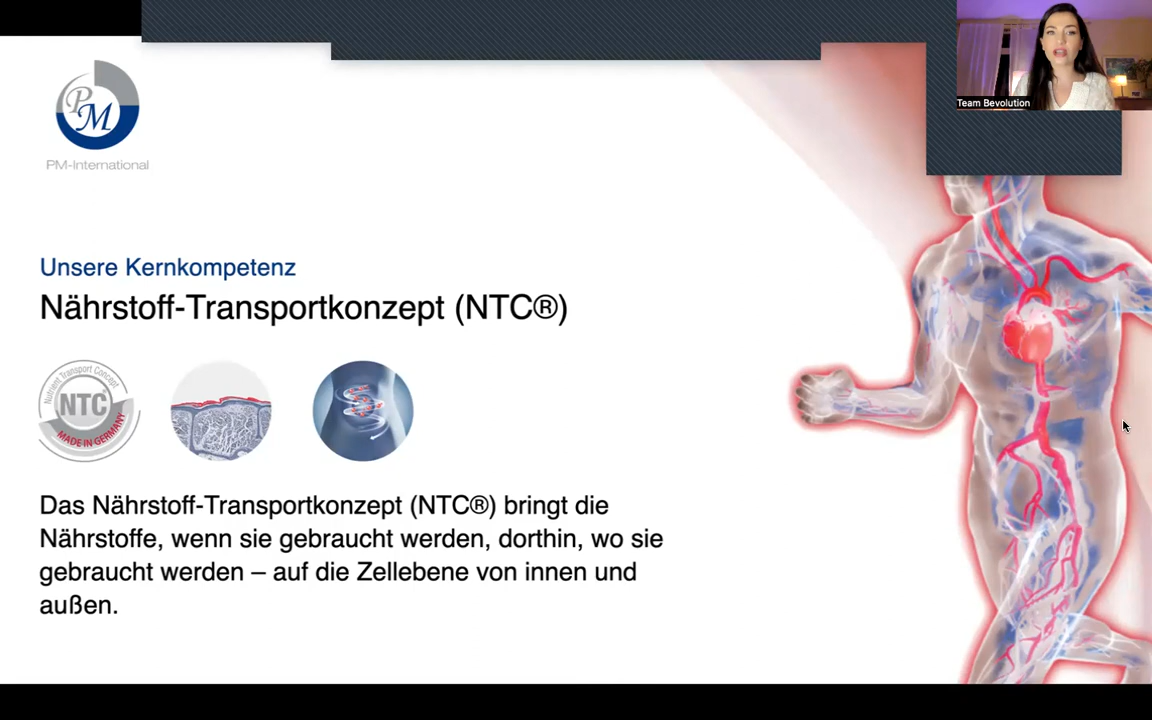 Team Bevolution
PM
PM-International
Unsere Kernkompetenz
Nährstoff-Transportkonzept (NTC®)
Nutrient Transport Concept
NTC
MADE IN GERMANY
Das Nährstoff-Transportkonzept (NTC®) bringt die
Nährstoffe, wenn sie gebraucht werden, dorthin, wo sie
gebraucht werden – auf die Zellebene von innen und
außen.